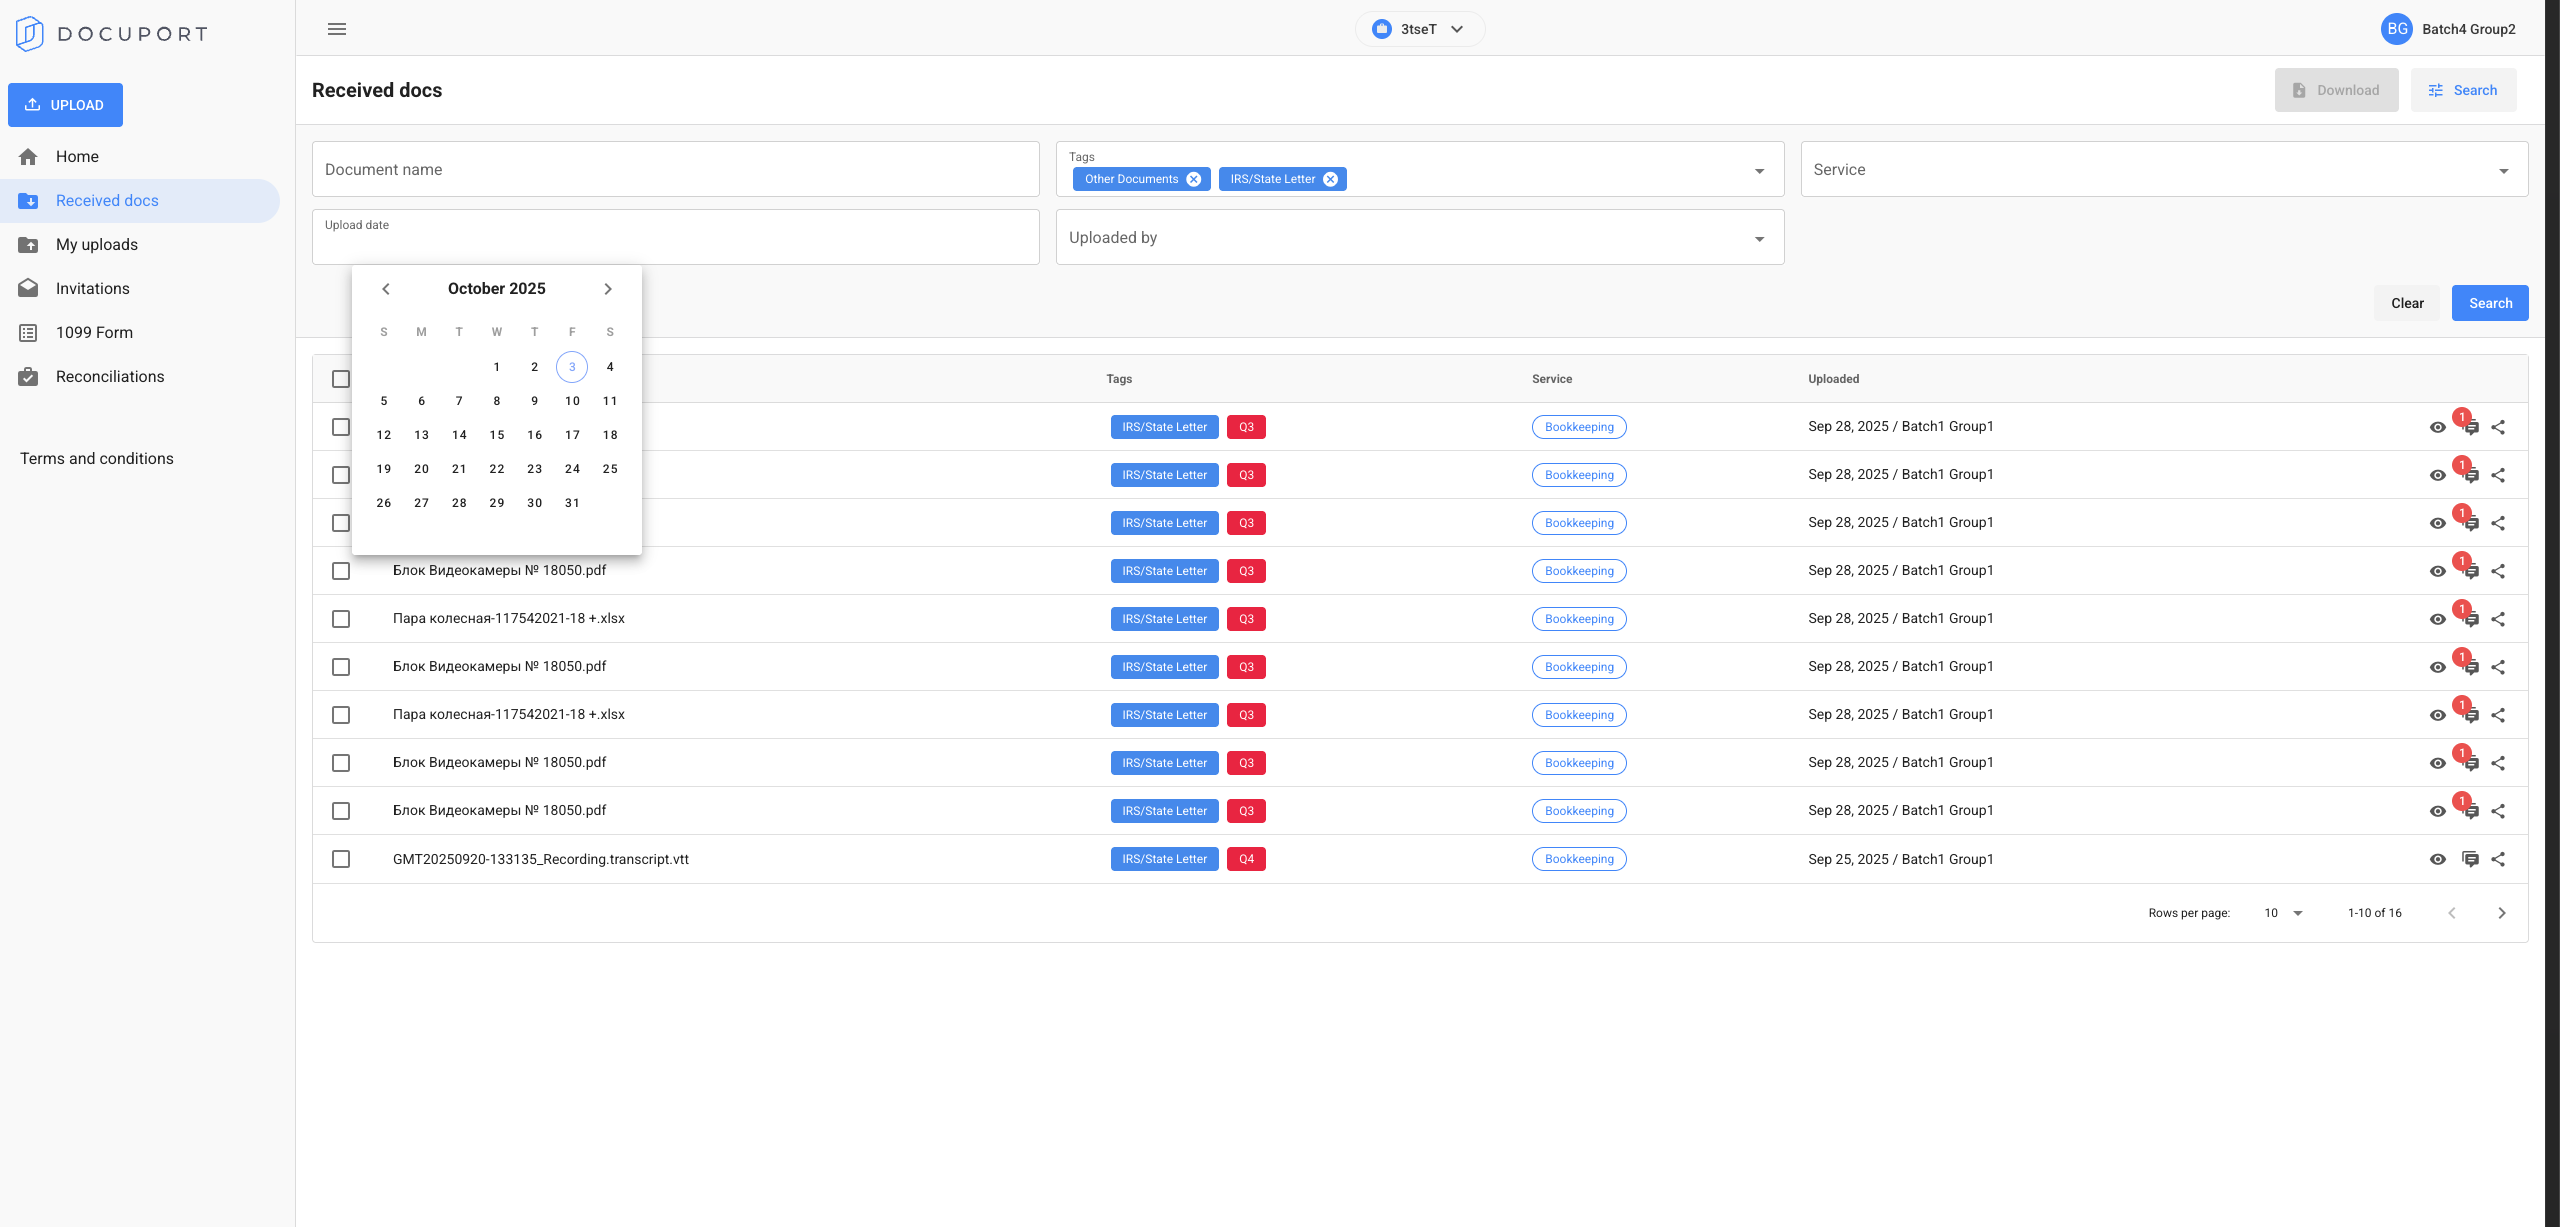 DOCUPORT
3tseT
BG Batch4 Group2
UPLOAD
Home
Received docs
My uploads
Invitations
1099 Form
Reconciliations
Terms and conditions
Received docs
Download Search
Document name
Tags
Other Documents IRS/State Letter
Service
Upload date
Uploaded by
Clear Search
October 2025
S M T W T F S
1 2 3 4
5 6 7 8 9 10 11
12 13 14 15 16 17 18
19 20 21 22 23 24 25
26 27 28 29 30 31
Tags Service Uploaded
IRS/State Letter Q3 Bookkeeping Sep 28, 2025 / Batch1 Group1 1
IRS/State Letter Q3 Bookkeeping Sep 28, 2025 / Batch1 Group1 1
IRS/State Letter Q3 Bookkeeping Sep 28, 2025 / Batch1 Group1 1
Блок Видеокамеры № 18050.pdf IRS/State Letter Q3 Bookkeeping Sep 28, 2025 / Batch1 Group1 1
Пара колесная-117542021-18 +.xlsx IRS/State Letter Q3 Bookkeeping Sep 28, 2025 / Batch1 Group1 1
Блок Видеокамеры № 18050.pdf IRS/State Letter Q3 Bookkeeping Sep 28, 2025 / Batch1 Group1 1
Пара колесная-117542021-18 +.xlsx IRS/State Letter Q3 Bookkeeping Sep 28, 2025 / Batch1 Group1 1
Блок Видеокамеры № 18050.pdf IRS/State Letter Q3 Bookkeeping Sep 28, 2025 / Batch1 Group1 1
Блок Видеокамеры № 18050.pdf IRS/State Letter Q3 Bookkeeping Sep 28, 2025 / Batch1 Group1 1
GMT20250920-133135_Recording.transcript.vtt IRS/State Letter Q4 Bookkeeping Sep 25, 2025 / Batch1 Group1
Rows per page: 10 1-10 of 16